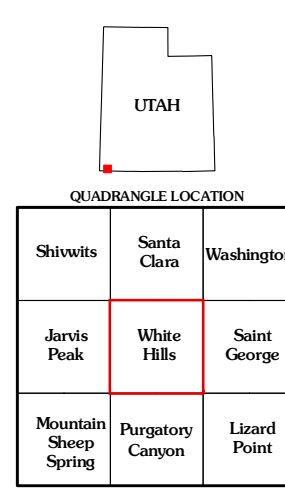 UTAH
QUADRANGLE LOCATION
Shivwits
Santa
Clara
Washington
Jarvis
Peak
White
Hills
Saint
George
Mountain
Sheep
Spring
Purgatory
Canyon
Lizard
Point